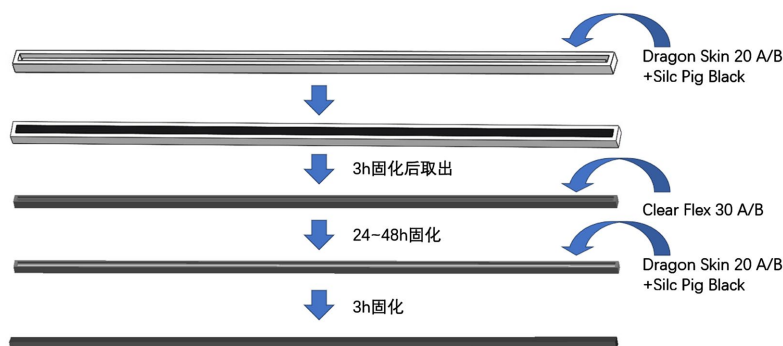 Dragon Skin 20 A/B
+Silc Pig Black
3h固化后取出
Clear Flex 30 A/B
24~48h固化
Dragon Skin 20 A/B
+Silc Pig Black
3h固化